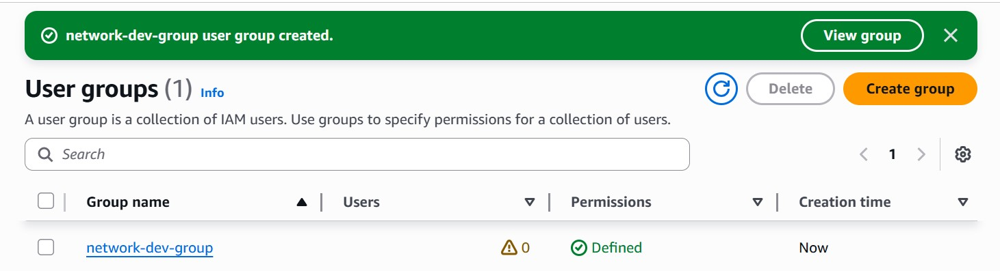 network-dev-group user group created. View group
User groups (1) Info Delete Create group
A user group is a collection of IAM users. Use groups to specify permissions for a collection of users.
Search 1
Group name Users Permissions Creation time
network-dev-group 0 Defined Now